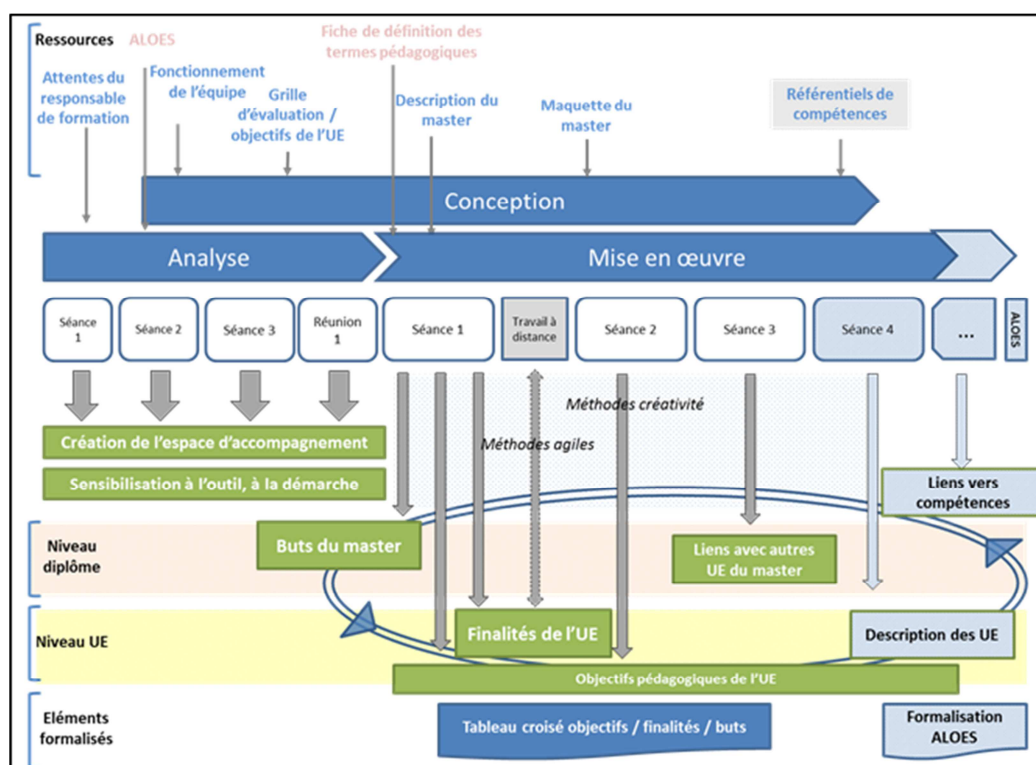 Ressources
ALOES
Fiche de définition des
termes pédagogiques
Attentes du
responsable
de formation
Fonctionnement
de l'équipe
Grille
d'évaluation /
objectifs de l'UE
Description du
master
Maquette du
master
Référentiels de
compétences
Conception
Analyse
Mise en œuvre
Séance
1
Séance 2
Séance 3
Réunion
1
Séance 1
Travail à
distance
Séance 2
Séance 3
Séance 4
...
ALOES
Méthodes créativité
Méthodes agiles
Création de l'espace d'accompagnement
Sensibilisation à l'outil, à la démarche
Liens vers
compétences
Niveau
diplôme
Buts du master
Liens avec autres
UE du master
Niveau UE
Finalités de l'UE
Description des UE
Objectifs pédagogiques de l'UE
Eléments
formalisés
Tableau croisé objectifs / finalités / buts
Formalisation
ALOES